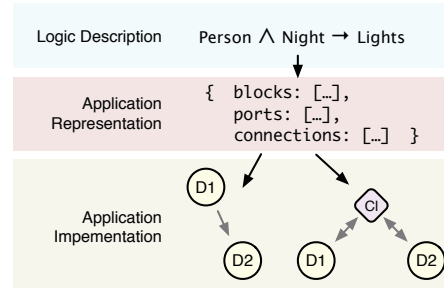 Logic Description
Person ∧ Night → Lights
Application
Representation
{ blocks: […],
ports: […],
connections: […] }
Application
Impementation
D1
D2
CI
D1
D2